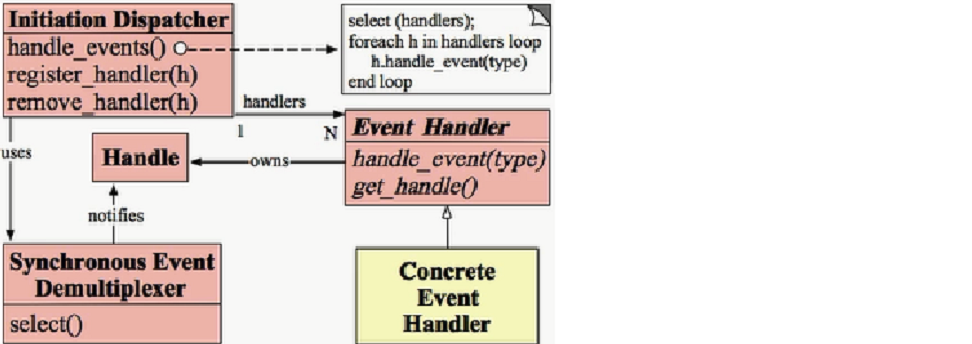 Initiation Dispatcher
handle_events()
register_handler(h)
remove_handler(h)
select (handlers);
foreach h in handlers loop
h.handle_event(type)
end loop
handlers
1
N
uses
Handle
owns
Event Handler
handle_event(type)
get_handle()
notifies
Synchronous Event
Demultiplexer
select()
Concrete
Event
Handler